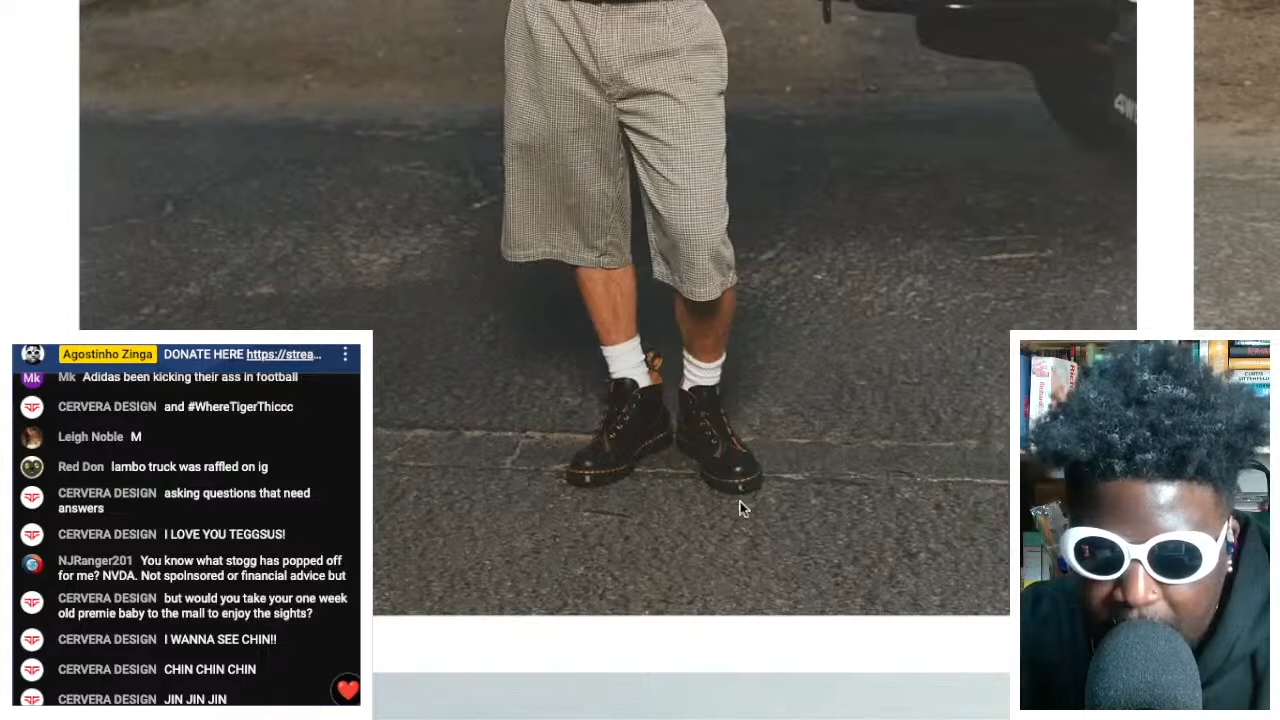 4W
Agostinho Zinga DONATE HERE https://strea...
Mk Mk Adidas been kicking their ass in football
CERVERA DESIGN and #WhereTigerThiccc
Leigh Noble M
Red Don lambo truck was raffled on ig
CERVERA DESIGN asking questions that need
answers
CERVERA DESIGN I LOVE YOU TEGGSUS!
NJRanger201 You know what stogg has popped off
for me? NVDA. Not spolnsored or financial advice but
CERVERA DESIGN but would you take your one week
old premie baby to the mall to enjoy the sights?
CERVERA DESIGN I WANNA SEE CHIN!!
CERVERA DESIGN CHIN CHIN CHIN
CERVERA DESIGN JIN JIN JIN
CURTIS
SITTENFELD